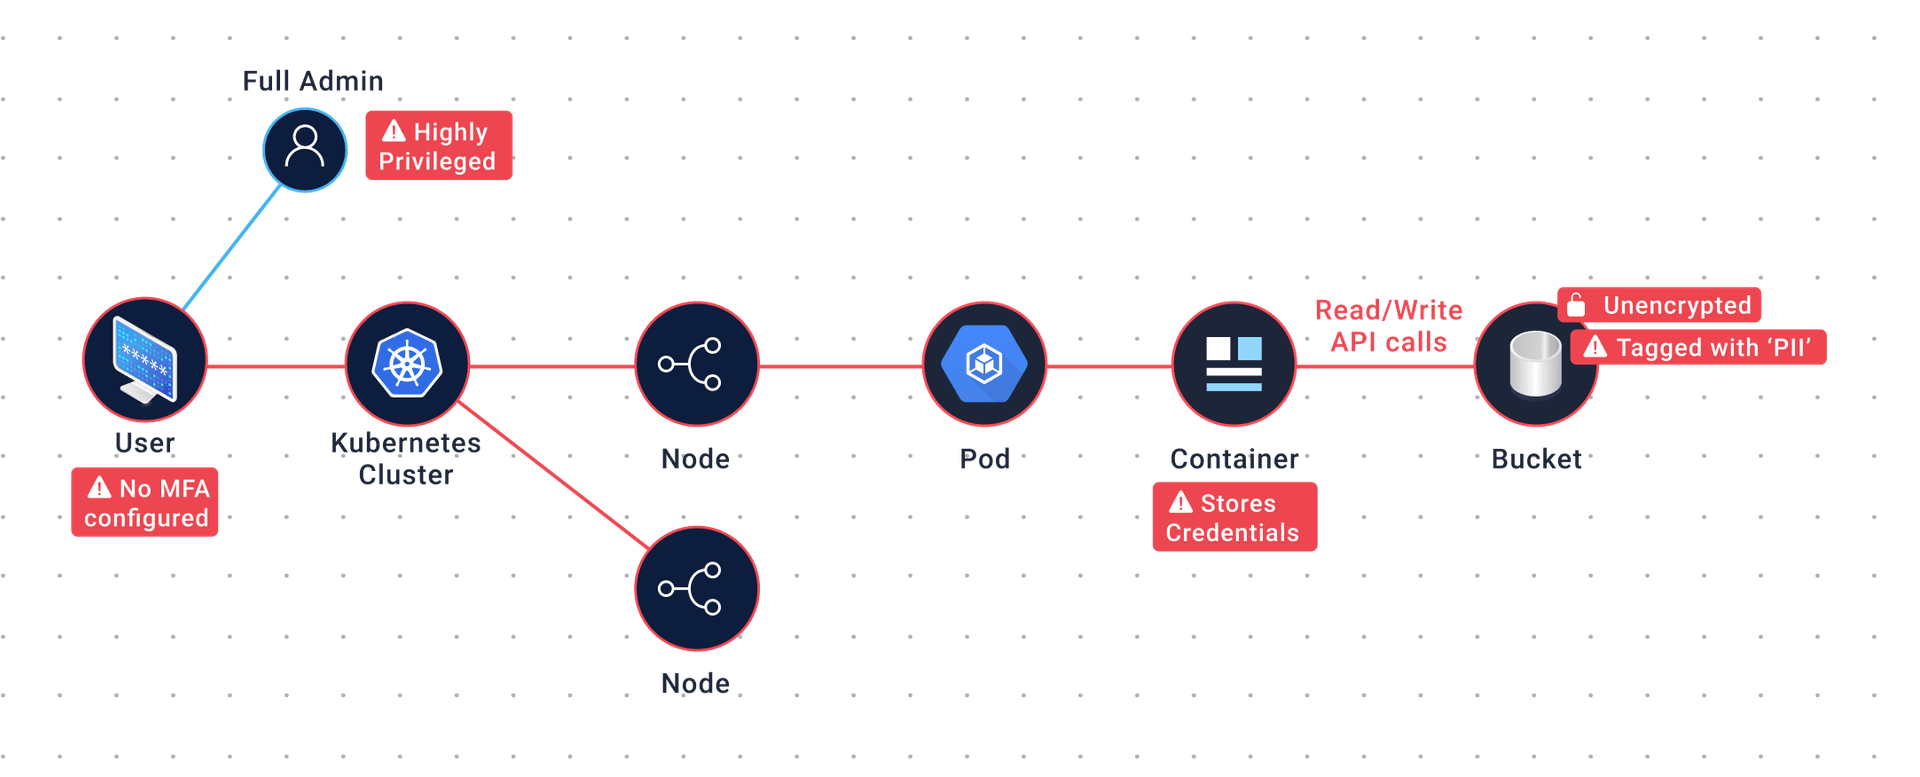 Full Admin
Highly
Privileged
User
No MFA
configured
Kubernetes
Cluster
Node
Node
Pod
Container
Stores
Credentials
Read/Write
API calls
Bucket
Unencrypted
Tagged with ‘PII’